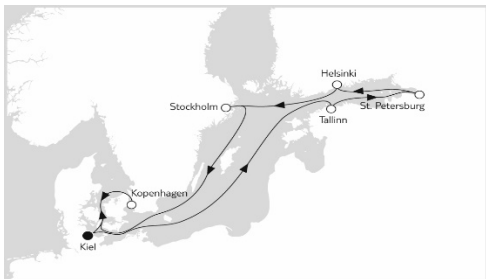 Helsinki
Stockholm
St. Petersburg
Tallinn
Kopenhagen
Kiel